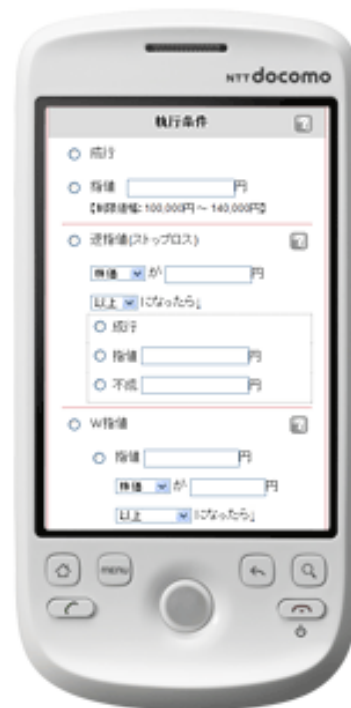 NTT docomo
執行条件
成行
指値 円
【制限値幅: 100,000円 ～ 140,000円】
逆指値(ストップロス)
株価 が 円
以上 になったら」
成行
指値 円
不成 円
W指値
指値 円
株価 が 円
以上 になったら」
MENU